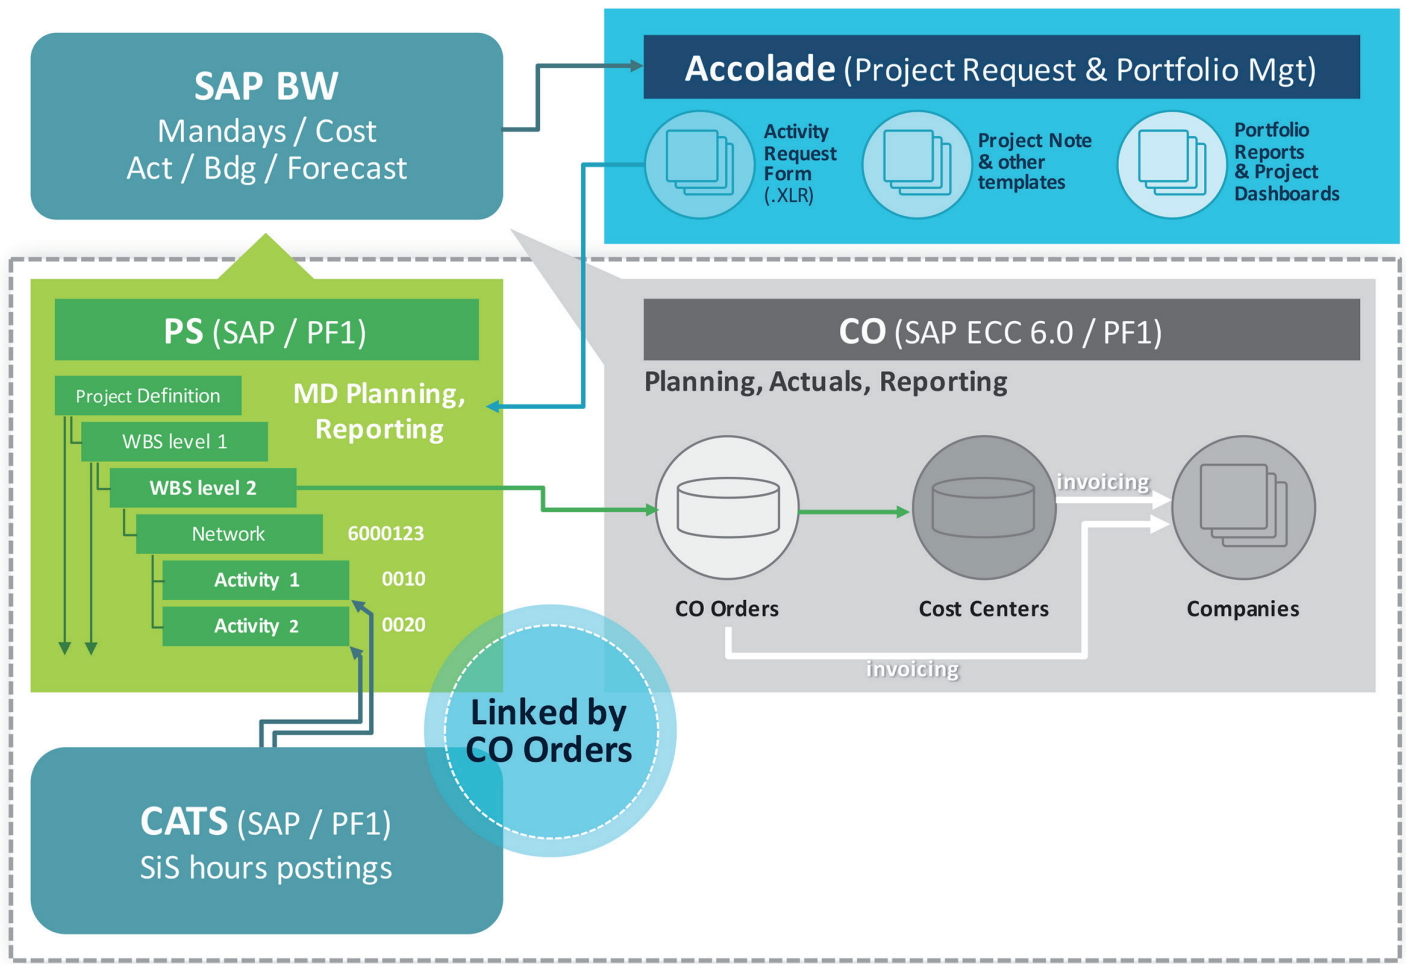 SAP BW
Mandays / Cost
Act / Bdg / Forecast
Accolade (Project Request & Portfolio Mgt)
Activity
Request
Form
(.XLR)
Project Note
& other
templates
Portfolio
Reports
& Project
Dashboards
PS (SAP / PF1)
Project Definition
WBS level 1
WBS level 2
Network
Activity 1
Activity 2
MD Planning,
Reporting
6000123
0010
0020
CO (SAP ECC 6.0 / PF1)
Planning, Actuals, Reporting
invoicing
CO Orders
Cost Centers
Companies
invoicing
Linked by
CO Orders
CATS (SAP / PF1)
SiS hours postings